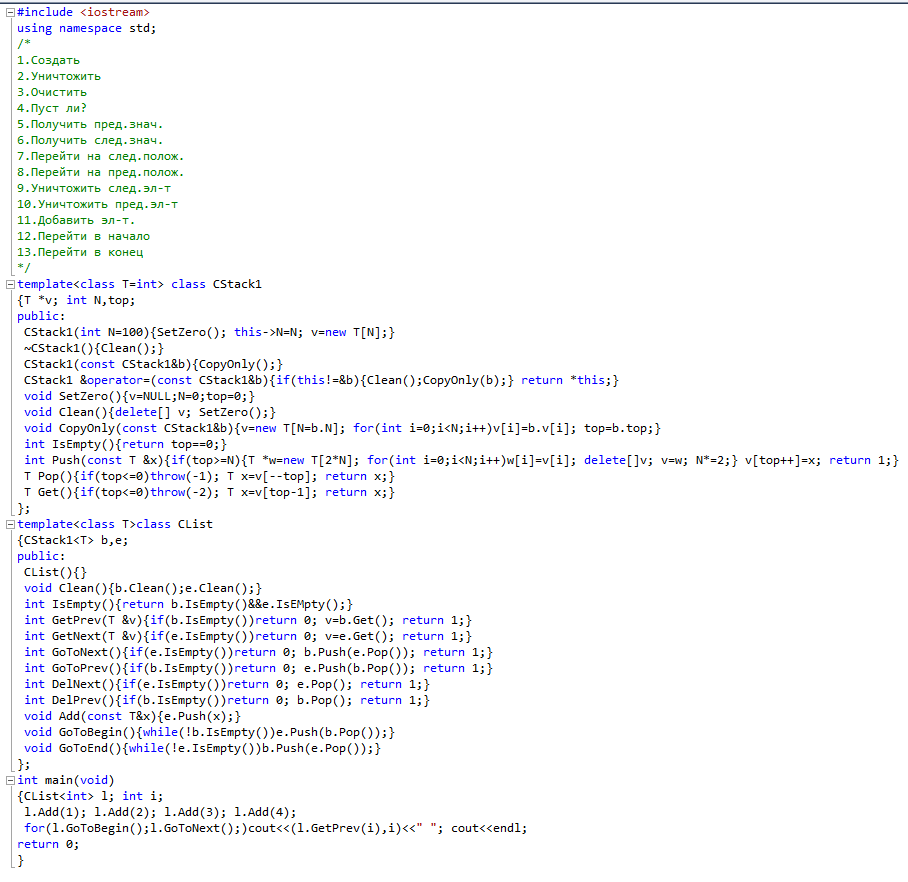 #include <iostream>
using namespace std;
/*
1.Создать
2.Уничтожить
3.Очистить
4.Пуст ли?
5.Получить пред.знач.
6.Получить след.знач.
7.Перейти на след.полож.
8.Перейти на пред.полож.
9.Уничтожить след.эл-т
10.Уничтожить пред.эл-т
11.Добавить эл-т.
12.Перейти в начало
13.Перейти в конец
*/
template<class T=int> class CStack1
{T *v; int N,top;
public:
 CStack1(int N=100){SetZero(); this->N=N; v=new T[N];}
 ~CStack1(){Clean();}
 CStack1(const CStack1&b){CopyOnly();}
 CStack1 &operator=(const CStack1&b){if(this!=&b){Clean();CopyOnly(b);} return *this;}
 void SetZero(){v=NULL;N=0;top=0;}
 void Clean(){delete[] v; SetZero();}
 void CopyOnly(const CStack1&b){v=new T[N=b.N]; for(int i=0;i<N;i++)v[i]=b.v[i]; top=b.top;}
 int IsEmpty(){return top==0;}
 int Push(const T &x){if(top>=N){T *w=new T[2*N]; for(int i=0;i<N;i++)w[i]=v[i]; delete[]v; v=w; N*=2;} v[top++]=x; return 1;}
 T Pop(){if(top<=0)throw(-1); T x=v[--top]; return x;}
 T Get(){if(top<=0)throw(-2); T x=v[top-1]; return x;}
};
template<class T>class CList
{CStack1<T> b,e;
public:
 CList(){}
 void Clean(){b.Clean();e.Clean();}
 int IsEmpty(){return b.IsEmpty()&&e.IsEMpty();}
 int GetPrev(T &v){if(b.IsEmpty())return 0; v=b.Get(); return 1;}
 int GetNext(T &v){if(e.IsEmpty())return 0; v=e.Get(); return 1;}
 int GoToNext(){if(e.IsEmpty())return 0; b.Push(e.Pop()); return 1;}
 int GoToPrev(){if(b.IsEmpty())return 0; e.Push(b.Pop()); return 1;}
 int DelNext(){if(e.IsEmpty())return 0; e.Pop(); return 1;}
 int DelPrev(){if(b.IsEmpty())return 0; b.Pop(); return 1;}
 void Add(const T&x){e.Push(x);}
 void GoToBegin(){while(!b.IsEmpty())e.Push(b.Pop());}
 void GoToEnd(){while(!e.IsEmpty())b.Push(e.Pop());}
};
int main(void)
{CList<int> l; int i;
 l.Add(1); l.Add(2); l.Add(3); l.Add(4);
 for(l.GoToBegin();l.GoToNext();)cout<<(l.GetPrev(i),i)<<" "; cout<<endl;
return 0;
}